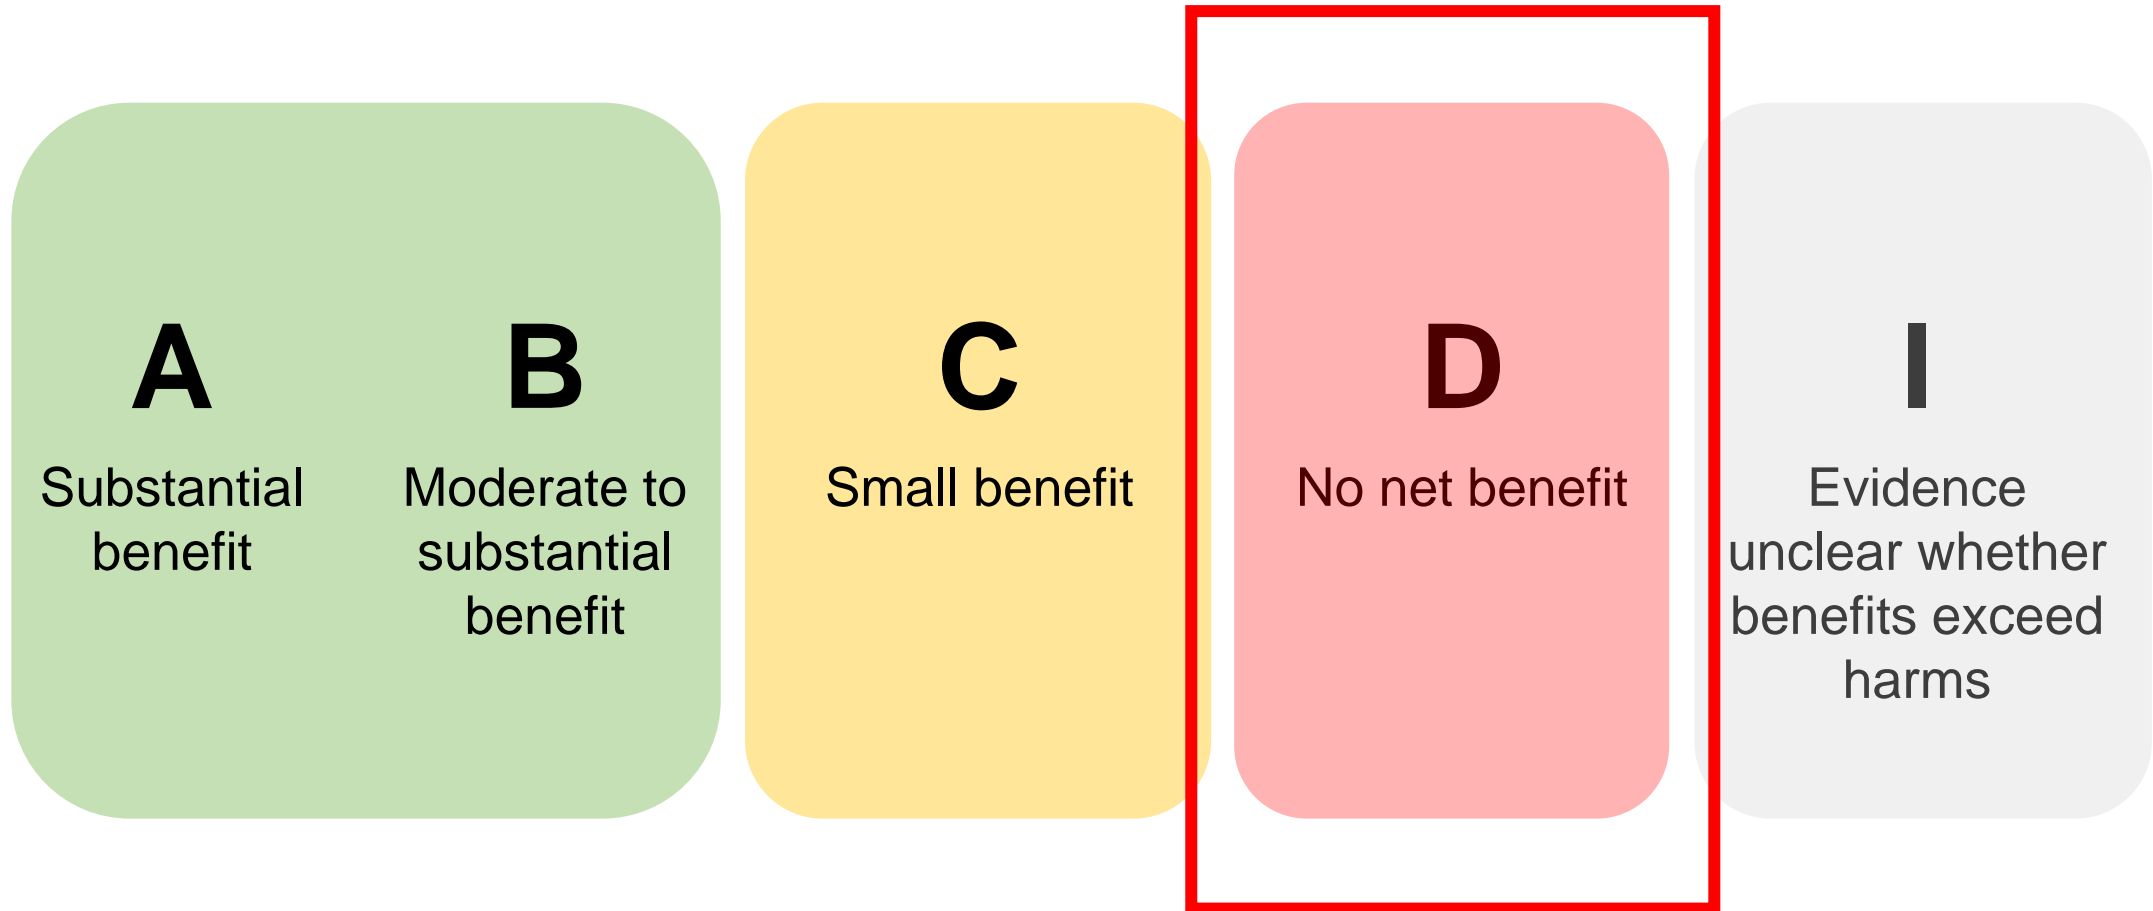 A
Substantial
benefit
B
Moderate to
substantial
benefit
C
Small benefit
D
No net benefit
I
Evidence
unclear whether
benefits exceed
harms